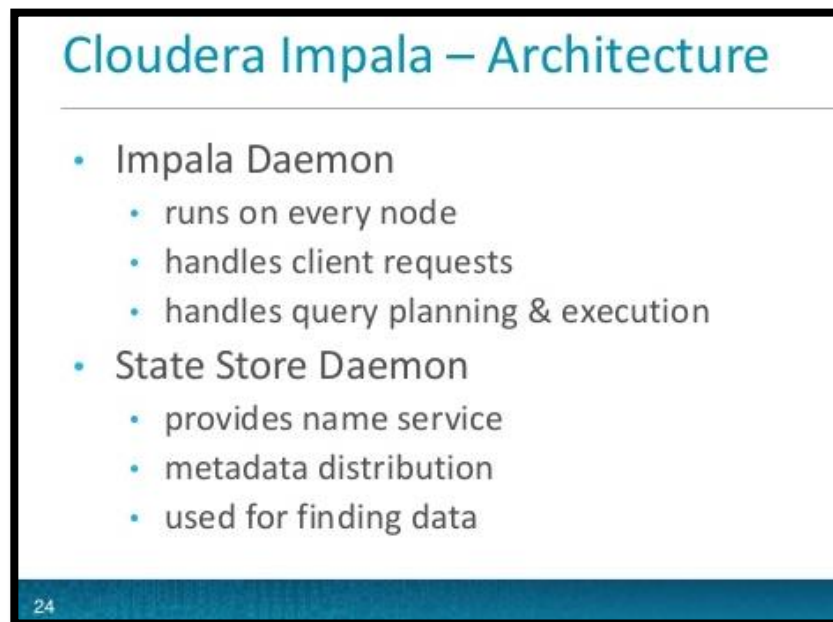 Cloudera Impala – Architecture
• Impala Daemon
• runs on every node
• handles client requests
• handles query planning & execution
• State Store Daemon
• provides name service
• metadata distribution
• used for finding data
24